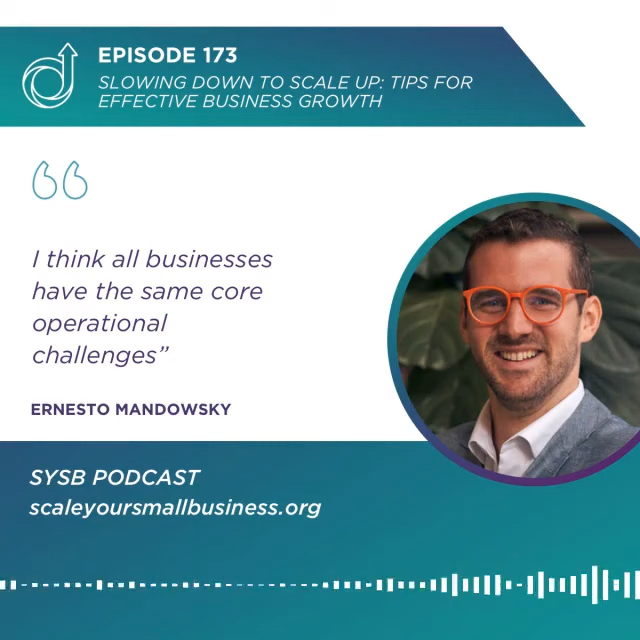 EPISODE 173
SLOWING DOWN TO SCALE UP: TIPS FOR
EFFECTIVE BUSINESS GROWTH
“
I think all businesses
have the same core
operational
challenges”
ERNESTO MANDOWSKY
SYSB PODCAST
scaleyoursmallbusiness.org